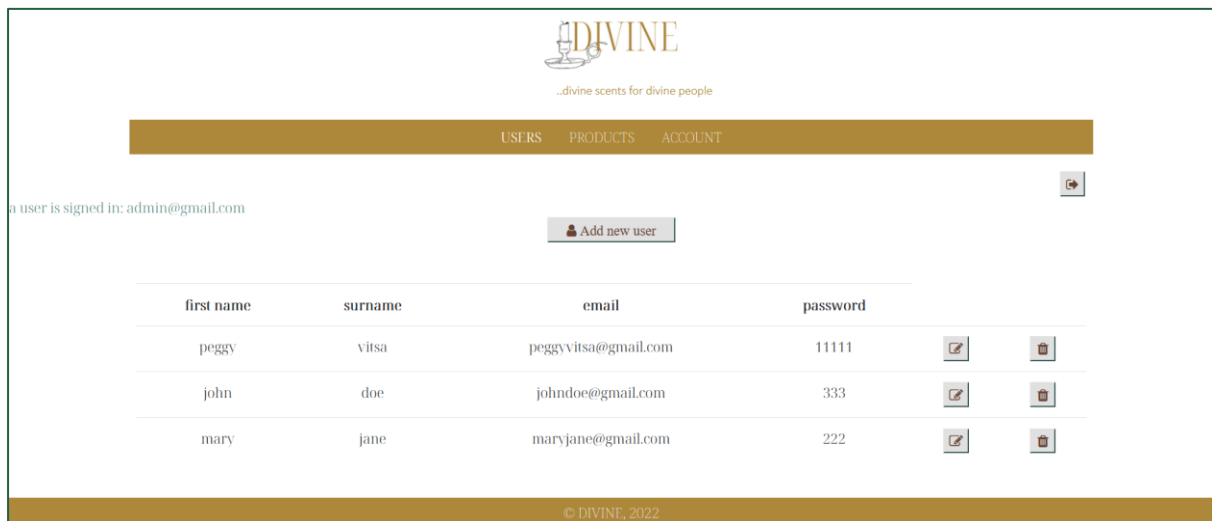 DIVINE
..divine scents for divine people
USERS PRODUCTS ACCOUNT
a user is signed in: admin@gmail.com
Add new user
first name surname email password
peggy vitsa peggyvitsa@gmail.com 11111
john doe johndoe@gmail.com 333
mary jane maryjane@gmail.com 222
© DIVINE, 2022